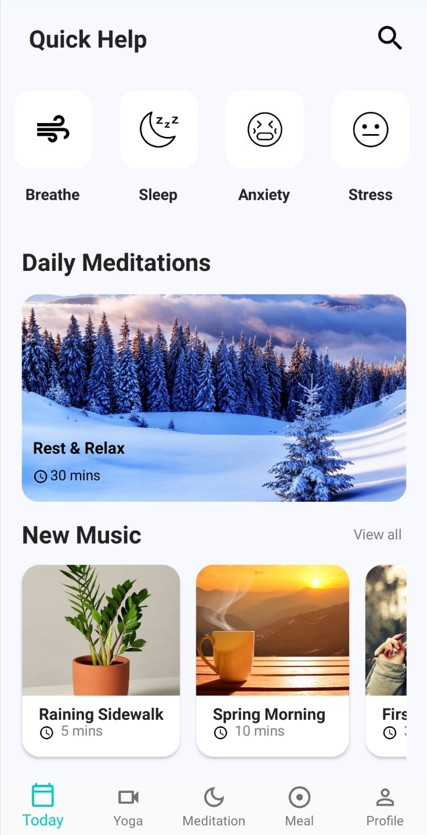 Quick Help
zzz
Breathe Sleep Anxiety Stress
Daily Meditations
Rest & Relax
30 mins
New Music View all
Raining Sidewalk Spring Morning Firs
5 mins 10 mins
Today Yoga Meditation Meal Profile